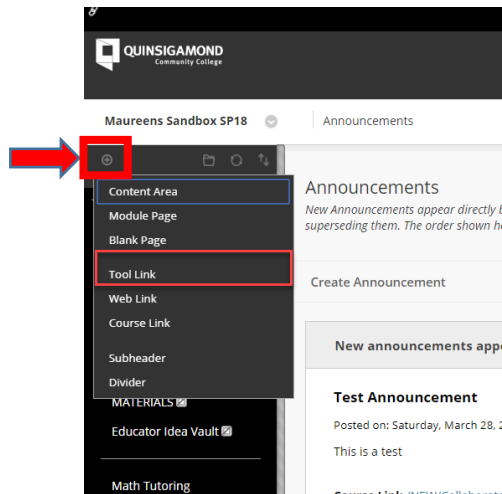 QUINSIGAMOND
Community College
Maureens Sandbox SP18
Announcements
Content Area
Module Page
Blank Page
Tool Link
Web Link
Course Link
Subheader
Divider
MATERIALS
Educator Idea Vault
Math Tutoring
Announcements
New Announcements appear directly
superseding them. The order shown
Create Announcement
New announcements
Test Announcement
Posted on: Saturday, March 28,
This is a test